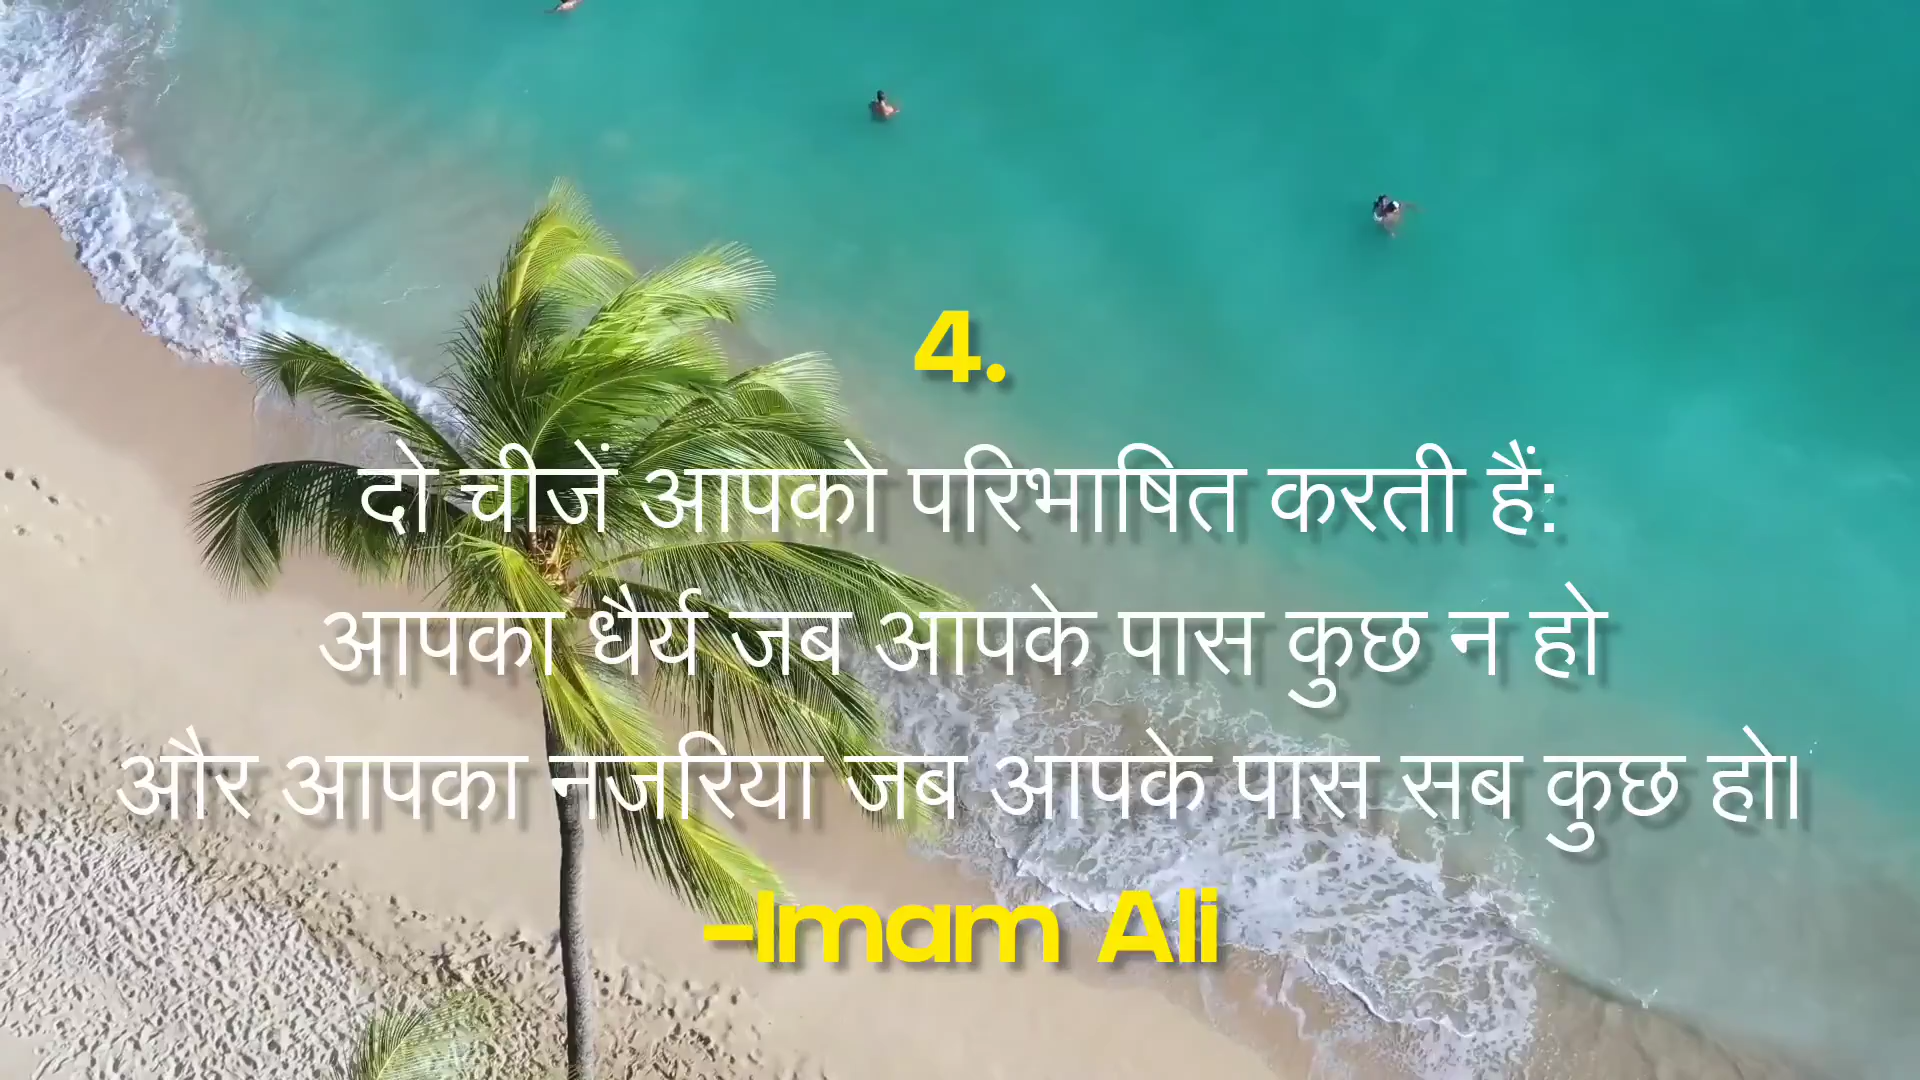 4.
दो चीजें आपको परिभाषित करती हैं:
आपका धैर्य जब आपके पास कुछ न हो
और आपका नजरिया जब आपके पास सब कुछ हो।
-Imam Ali